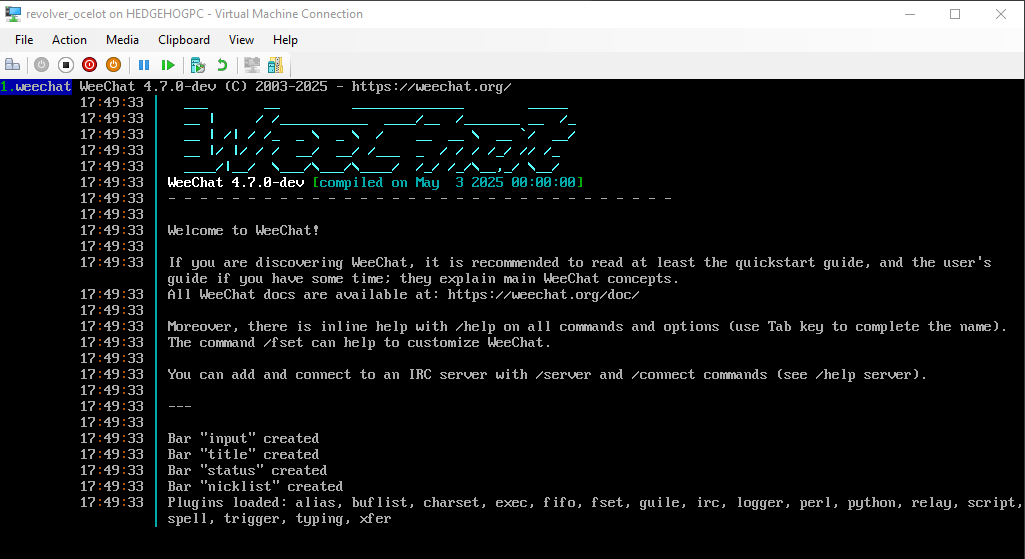 revolver_ocelot on HEDGEHOGPC - Virtual Machine Connection
File Action Media Clipboard View Help
1.weechat WeeChat 4.7.0-dev (C) 2003-2025 - https://weechat.org/
17:49:33
17:49:33
17:49:33
17:49:33
17:49:33
17:49:33 WeeChat 4.7.0-dev [compiled on May  3 2025 00:00:00]
17:49:33 - - - - - - - - - - - - - - - - - - - - - - - - - - - - - - - -
17:49:33
17:49:33 Welcome to WeeChat!
17:49:33
17:49:33 If you are discovering WeeChat, it is recommended to read at least the quickstart guide, and the user's
guide if you have some time; they explain main WeeChat concepts.
17:49:33 All WeeChat docs are available at: https://weechat.org/doc/
17:49:33
17:49:33 Moreover, there is inline help with /help on all commands and options (use Tab key to complete the name).
17:49:33 The command /fset can help to customize WeeChat.
17:49:33
17:49:33 You can add and connect to an IRC server with /server and /connect commands (see /help server).
17:49:33
17:49:33 ---
17:49:33
17:49:33 Bar "input" created
17:49:33 Bar "title" created
17:49:33 Bar "status" created
17:49:33 Bar "nicklist" created
17:49:33 Plugins loaded: alias, buflist, charset, exec, fifo, fset, guile, irc, logger, perl, python, relay, script,
spell, trigger, typing, xfer